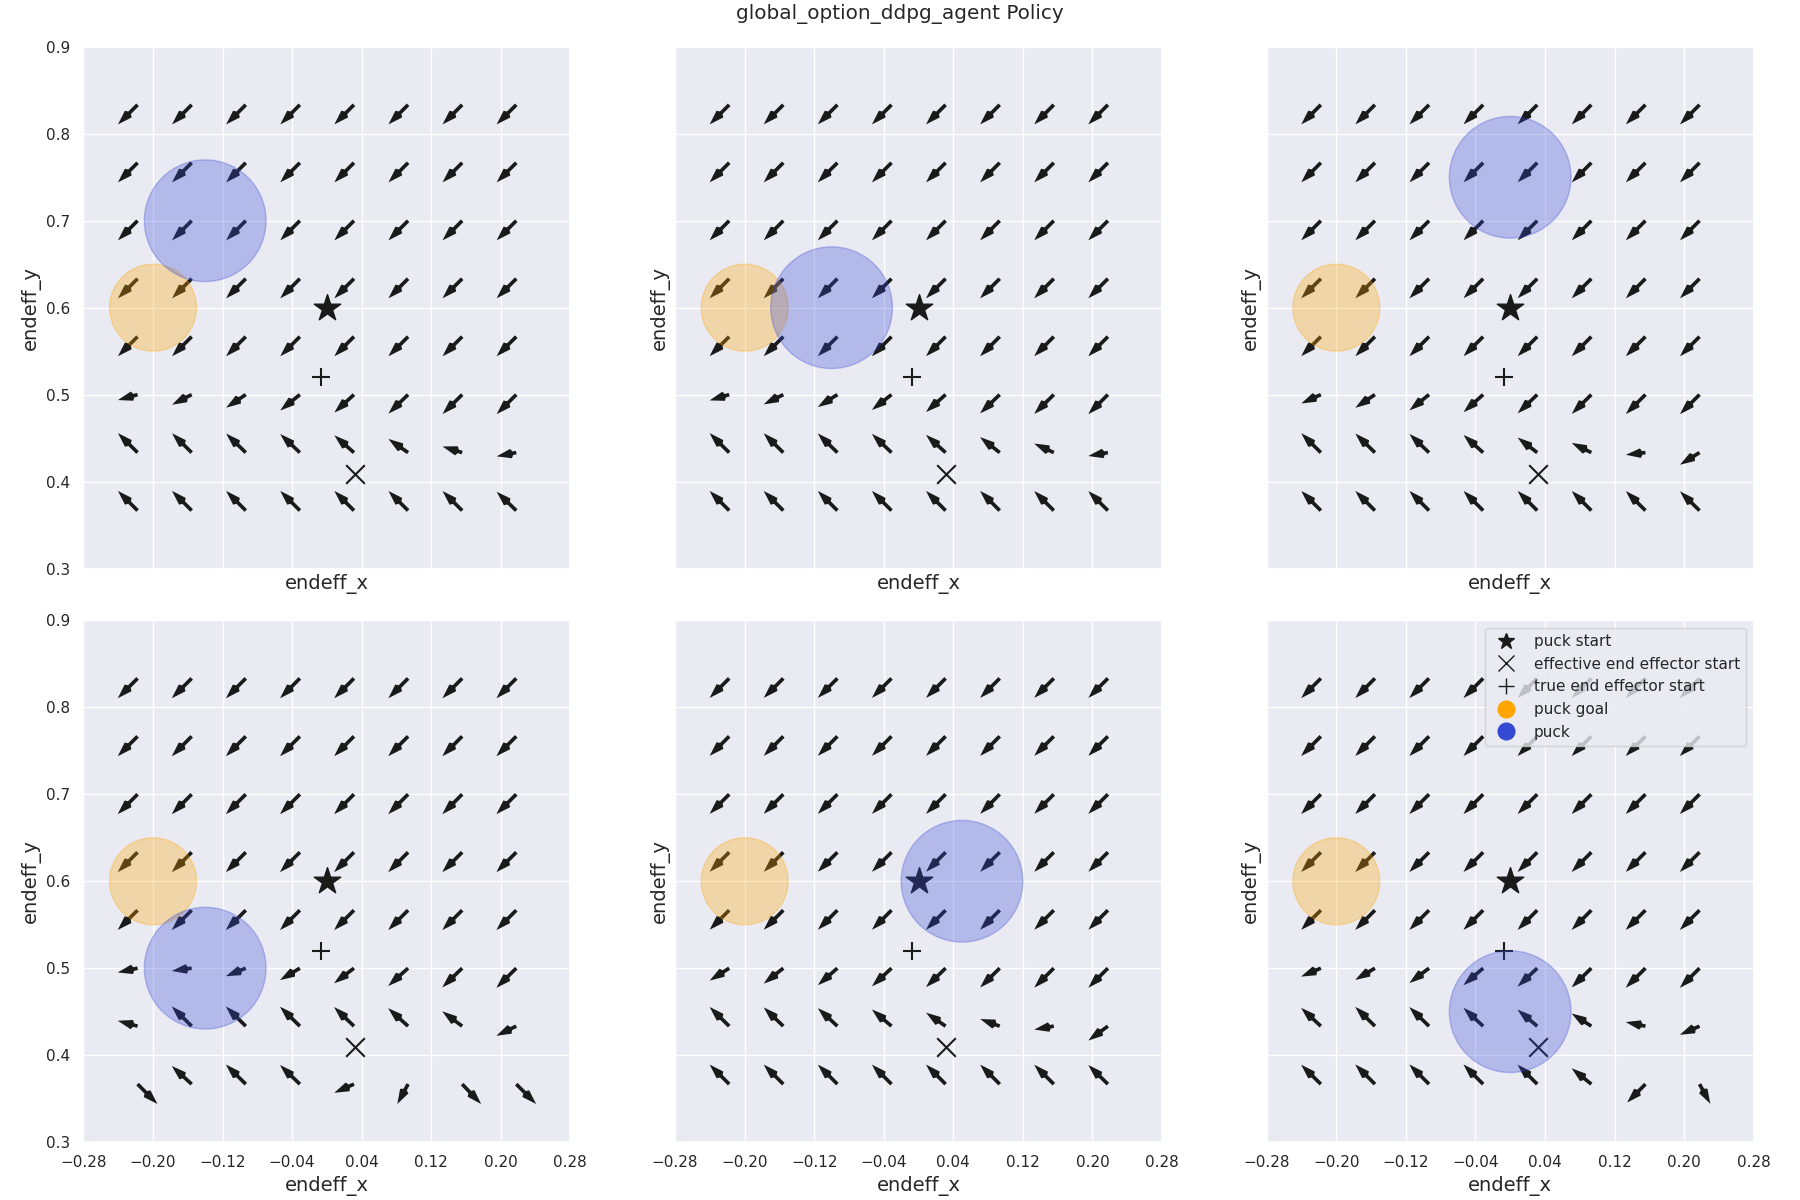 global_option_ddpg_agent Policy
0.9
0.8
0.7
0.6
0.5
0.4
0.3
endeff_y
endeff_x
endeff_y
endeff_x
endeff_y
endeff_x
0.9
0.8
0.7
0.6
0.5
0.4
0.3
endeff_y
−0.28 −0.20 −0.12 −0.04 0.04 0.12 0.20 0.28
endeff_x
endeff_y
−0.28 −0.20 −0.12 −0.04 0.04 0.12 0.20 0.28
endeff_x
puck start
effective end effector start
true end effector start
puck goal
puck
endeff_y
−0.28 −0.20 −0.12 −0.04 0.04 0.12 0.20 0.28
endeff_x